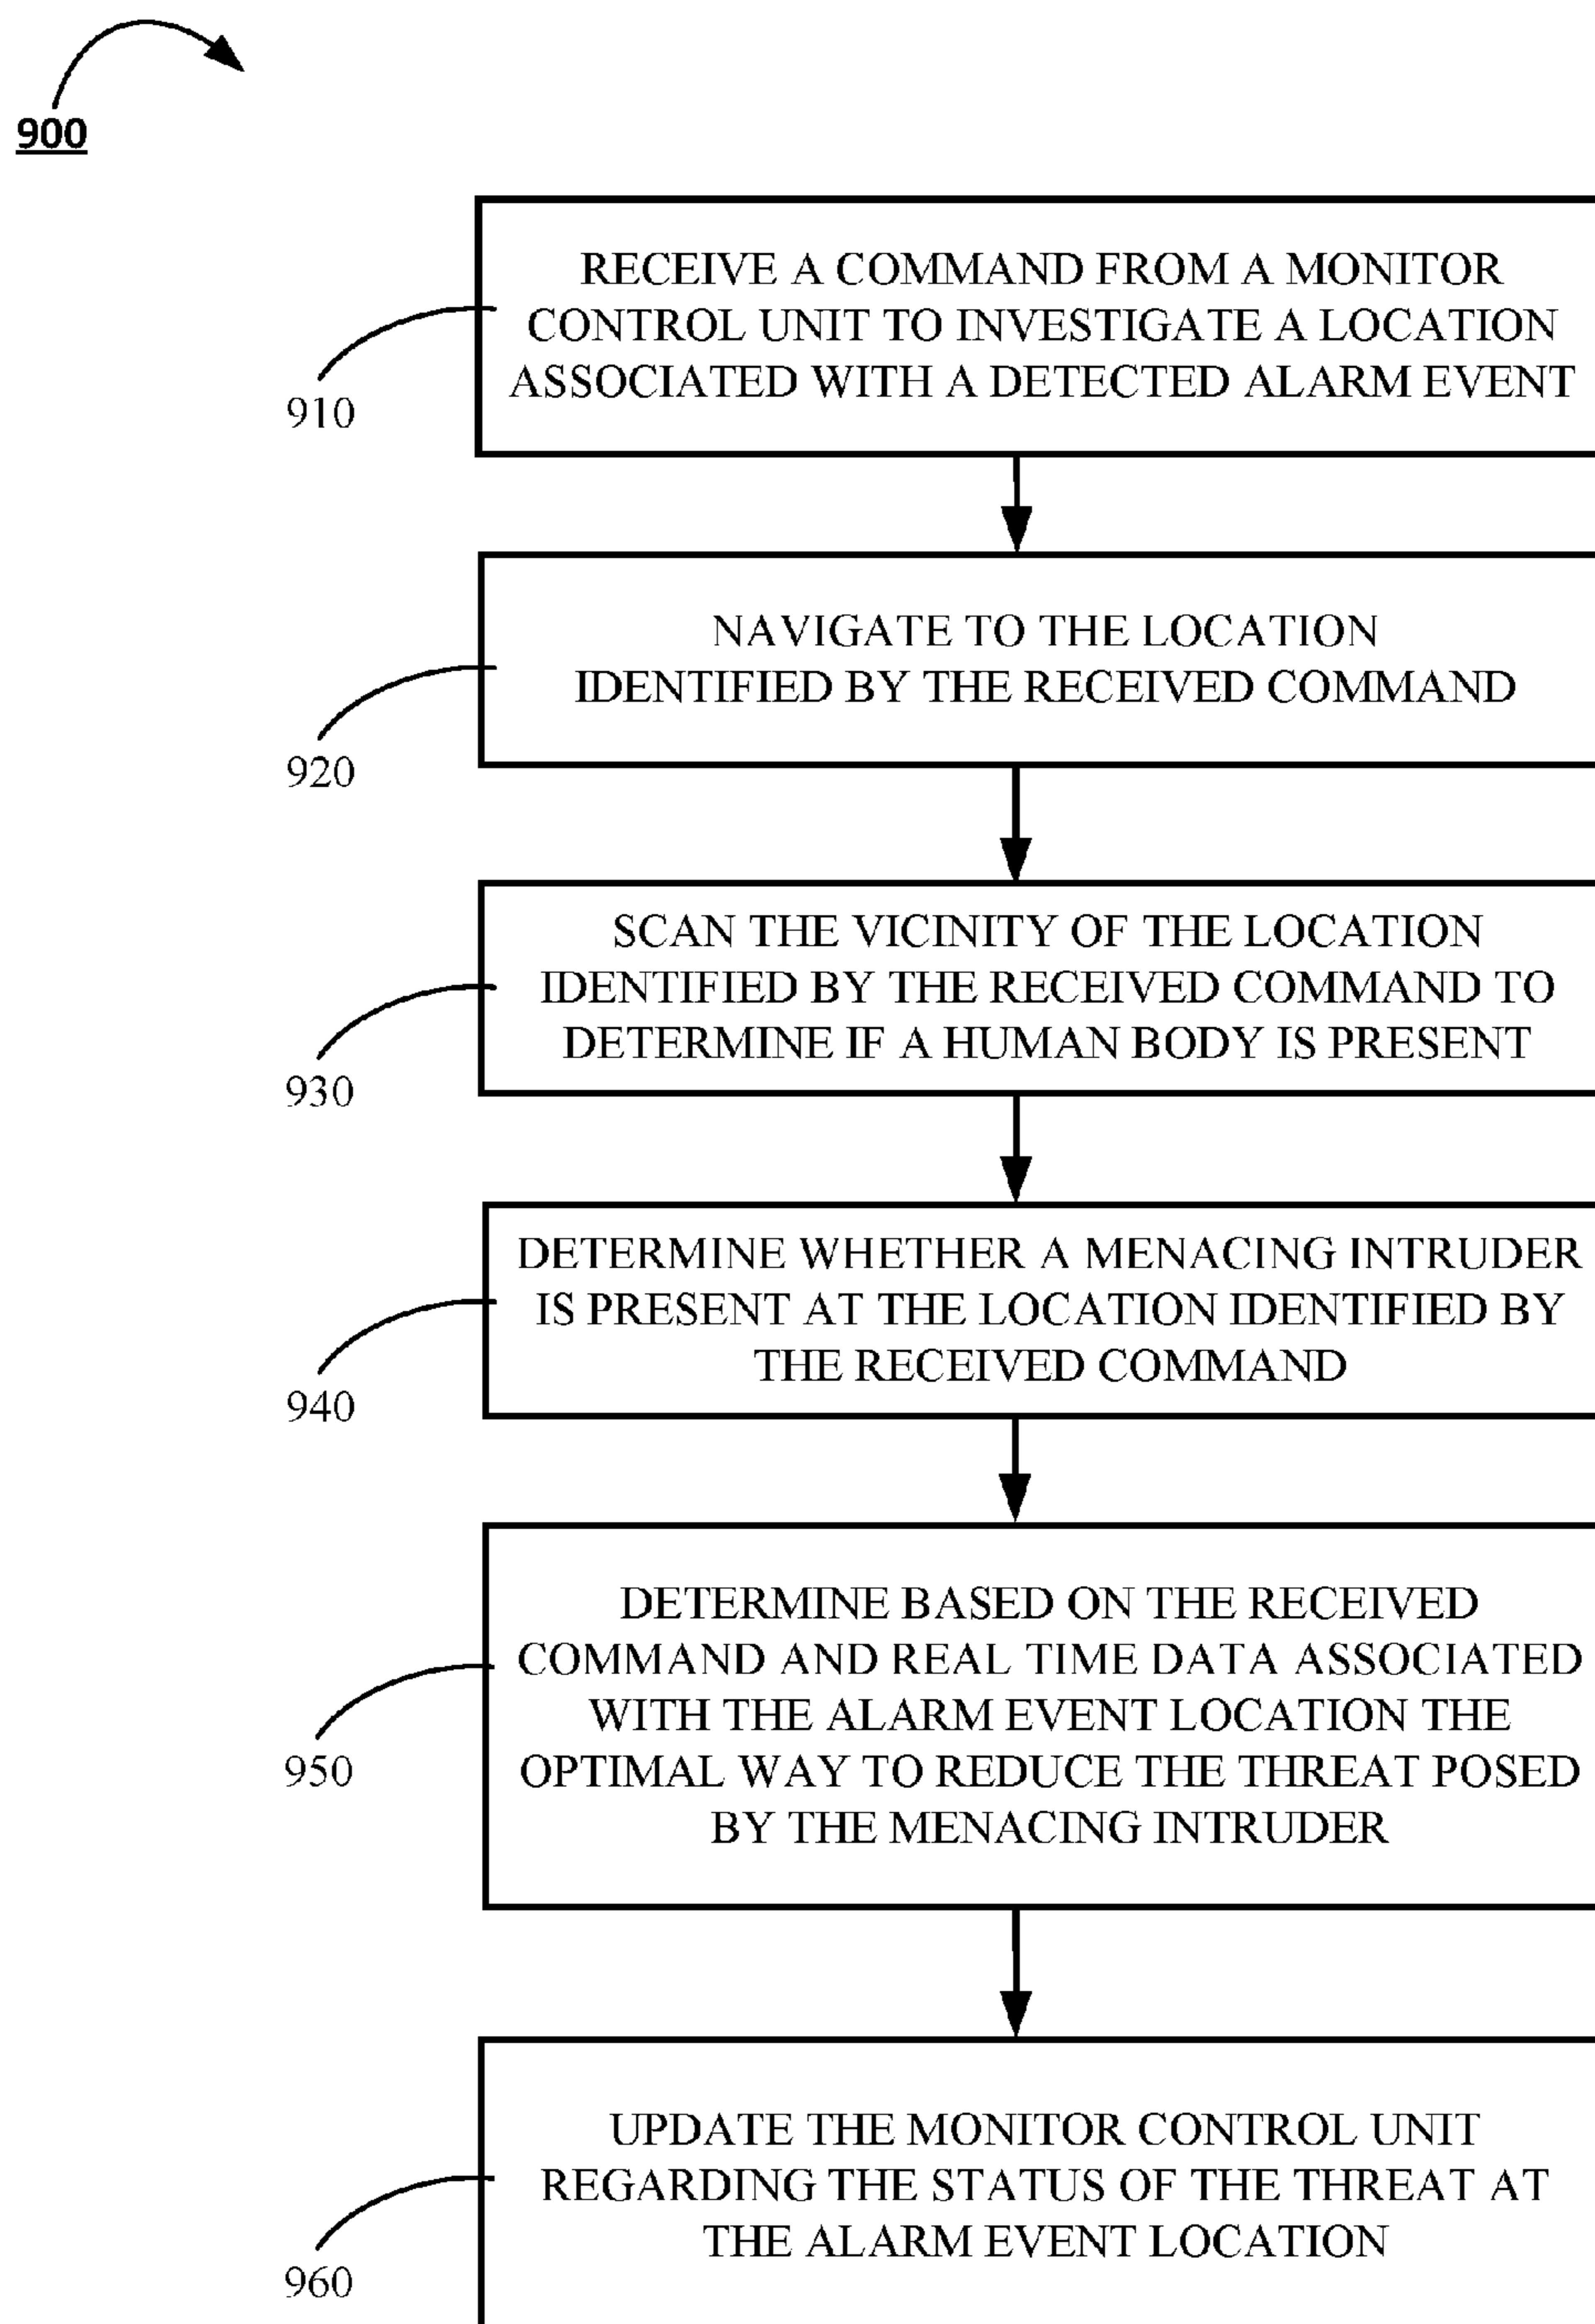 900
RECEIVE A COMMAND FROM A MONITOR
CONTROL UNIT TO INVESTIGATE A LOCATION
ASSOCIATED WITH A DETECTED ALARM EVENT
910
NAVIGATE TO THE LOCATION
IDENTIFIED BY THE RECEIVED COMMAND
920
SCAN THE VICINITY OF THE LOCATION
IDENTIFIED BY THE RECEIVED COMMAND TO
DETERMINE IF A HUMAN BODY IS PRESENT
930
DETERMINE WHETHER A MENACING INTRUDER
IS PRESENT AT THE LOCATION IDENTIFIED BY
THE RECEIVED COMMAND
940
DETERMINE BASED ON THE RECEIVED
COMMAND AND REAL TIME DATA ASSOCIATED
WITH THE ALARM EVENT LOCATION THE
OPTIMAL WAY TO REDUCE THE THREAT POSED
BY THE MENACING INTRUDER
950
UPDATE THE MONITOR CONTROL UNIT
REGARDING THE STATUS OF THE THREAT AT
THE ALARM EVENT LOCATION
960